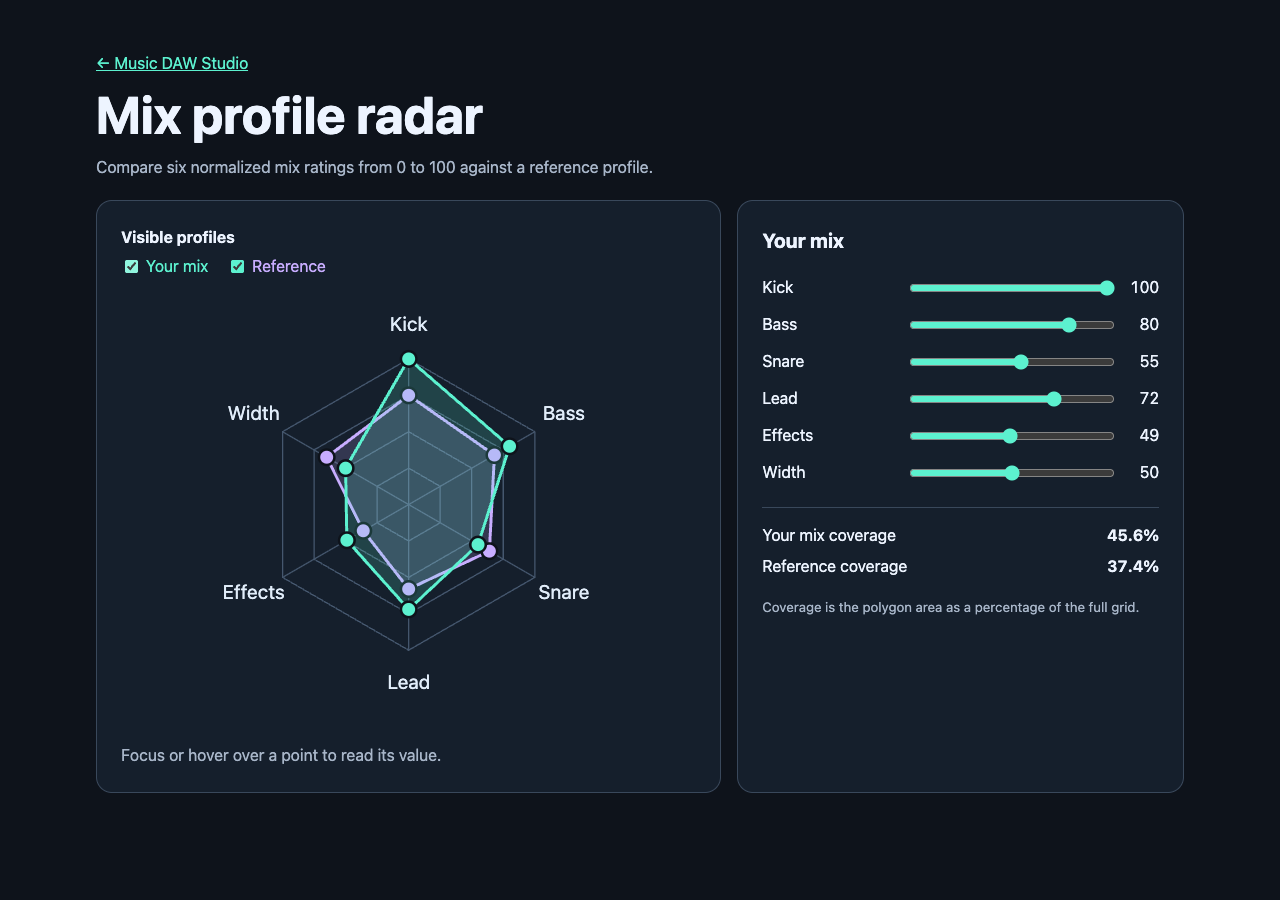 ← Music DAW Studio
Mix profile radar
Compare six normalized mix ratings from 0 to 100 against a reference profile.
Visible profiles
Your mix
Reference
Kick
Width
Bass
Effects
Snare
Lead
Focus or hover over a point to read its value.
Your mix
Kick 100
Bass 80
Snare 55
Lead 72
Effects 49
Width 50
Your mix coverage 45.6%
Reference coverage 37.4%
Coverage is the polygon area as a percentage of the full grid.